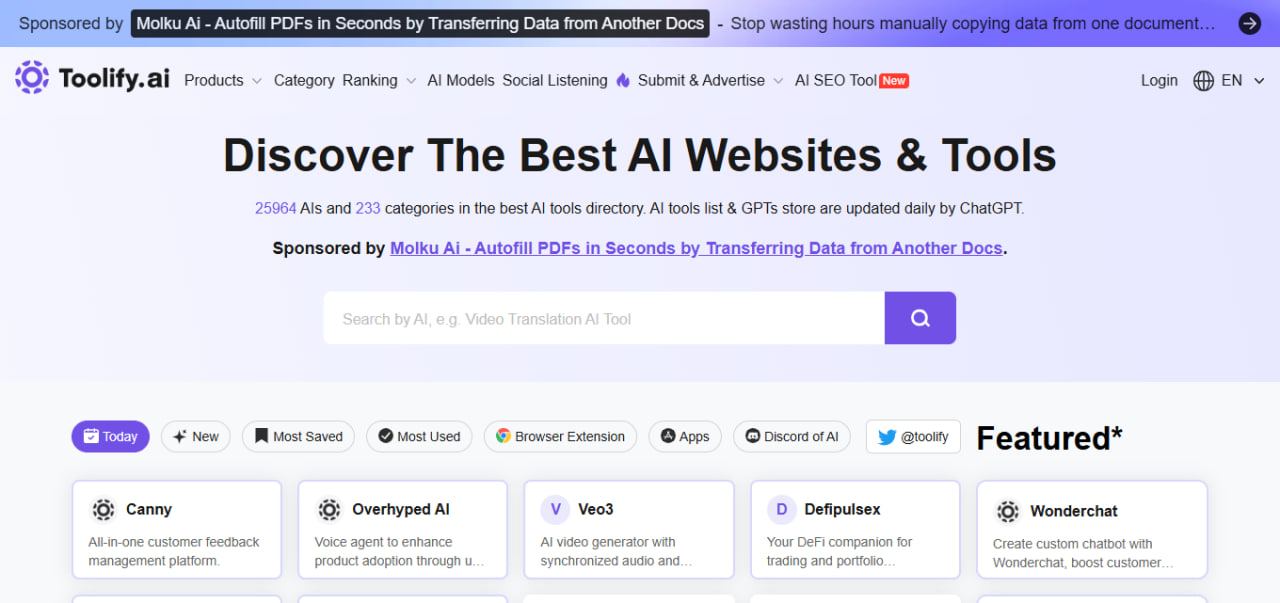 Sponsored by Molku Ai - Autofill PDFs in Seconds by Transferring Data from Another Docs - Stop wasting hours manually copying data from one document…
Toolify.ai Products Category Ranking AI Models Social Listening Submit & Advertise AI SEO Tool New Login EN
Discover The Best AI Websites & Tools
25964 AIs and 233 categories in the best AI tools directory. AI tools list & GPTs store are updated daily by ChatGPT.
Sponsored by Molku Ai - Autofill PDFs in Seconds by Transferring Data from Another Docs.
Search by AI, e.g. Video Translation AI Tool
Today New Most Saved Most Used Browser Extension Apps Discord of AI @toolify Featured*
Canny
All-in-one customer feedback
management platform.
Overhyped AI
Voice agent to enhance
product adoption through u…
V Veo3
AI video generator with
synchronized audio and…
D Defipulsex
Your DeFi companion for
trading and portfolio…
Wonderchat
Create custom chatbot with
Wonderchat, boost customer…